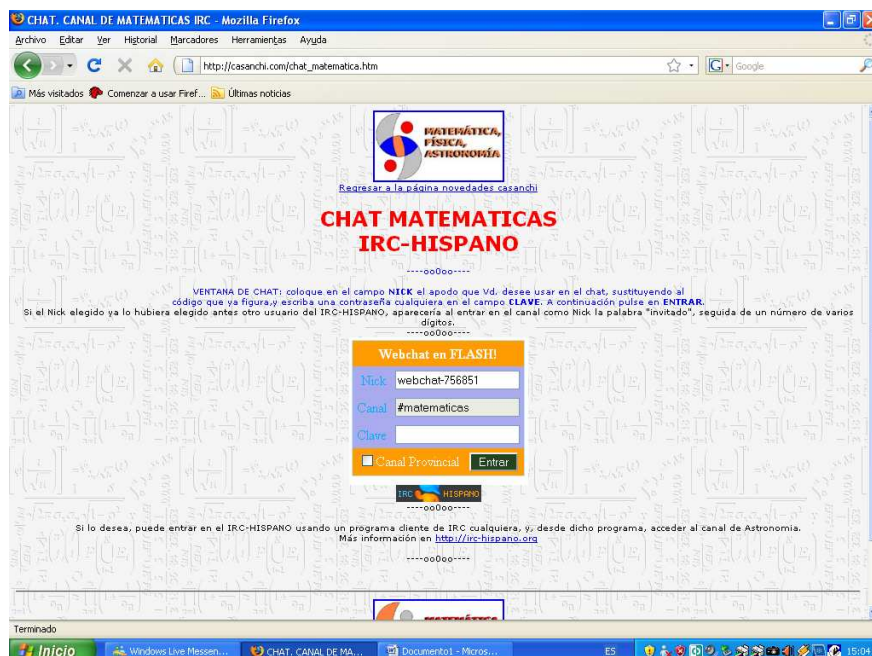 CHAT. CANAL DE MATEMATICAS IRC - Mozilla Firefox
Archivo Editar Ver Historial Marcadores Herramientas Ayuda
http://casanchi.com/chat_matematica.htm
Google
Más visitados Comenzar a usar Firef... Últimas noticias
MATEMÁTICA,
FÍSICA,
ASTRONOMÍA
Regresar a la página novedades casanchi
CHAT MATEMATICAS
IRC-HISPANO
----oo0oo----
VENTANA DE CHAT: coloque en el campo NICK el apodo que Vd. desee usar en el chat, sustituyendo al
código que ya figura,y escriba una contraseña cualquiera en el campo CLAVE. A continuación pulse en ENTRAR.
Si el Nick elegido ya lo hubiera elegido antes otro usuario del IRC-HISPANO, aparecería al entrar en el canal como Nick la palabra "invitado", seguida de un número de varios
digitos.
----oo0oo----
Webchat en FLASH!
Nick webchat-756851
Canal #matematicas
Clave
Canal Provincial Entrar
IRC HISPANO
----oo0oo----
Si lo desea, puede entrar en el IRC-HISPANO usando un programa cliente de IRC cualquiera, y, desde dicho programa, acceder al canal de Astronomia.
Más información en http://irc-hispano.org
----oo0oo----
MATEMÁTICA
Terminado
Inicio Windows Live Messen... CHAT. CANAL DE MA... Documento1 - Micros... ES 15:04